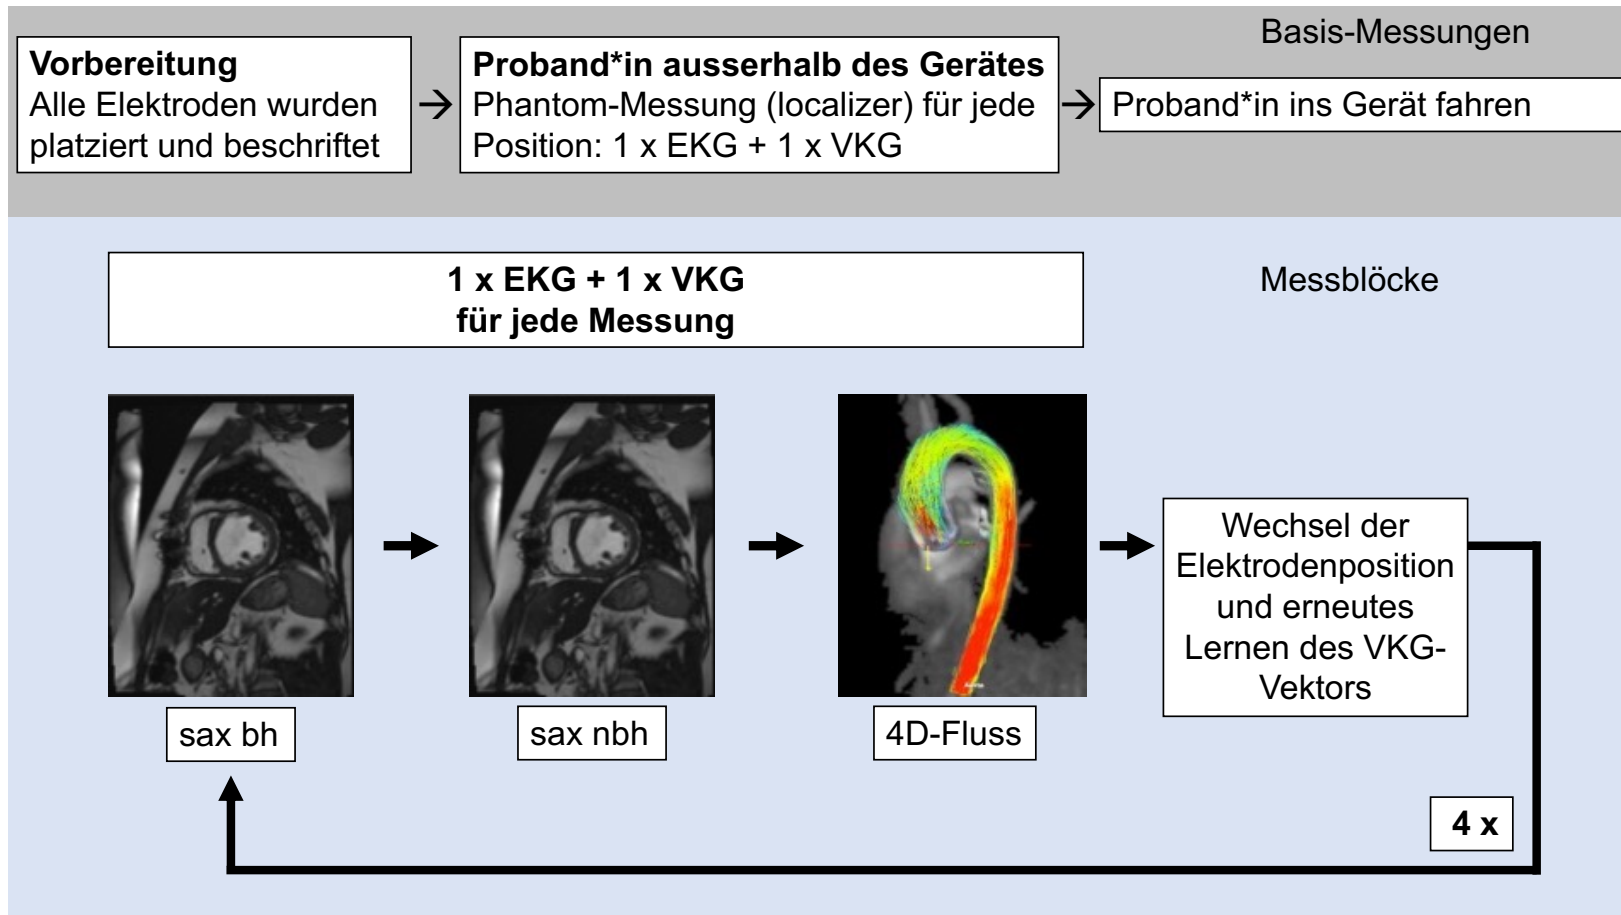 Basis-Messungen
Vorbereitung
Alle Elektroden wurden
platziert und beschriftet
→
Proband*in ausserhalb des Gerätes
Phantom-Messung (localizer) für jede
Position: 1 x EKG + 1 x VKG
→
Proband*in ins Gerät fahren
1 x EKG + 1 x VKG
für jede Messung
Messblöcke
sax bh
sax nbh
4D-Fluss
Wechsel der
Elektrodenposition
und erneutes
Lernen des VKG-
Vektors
4 x